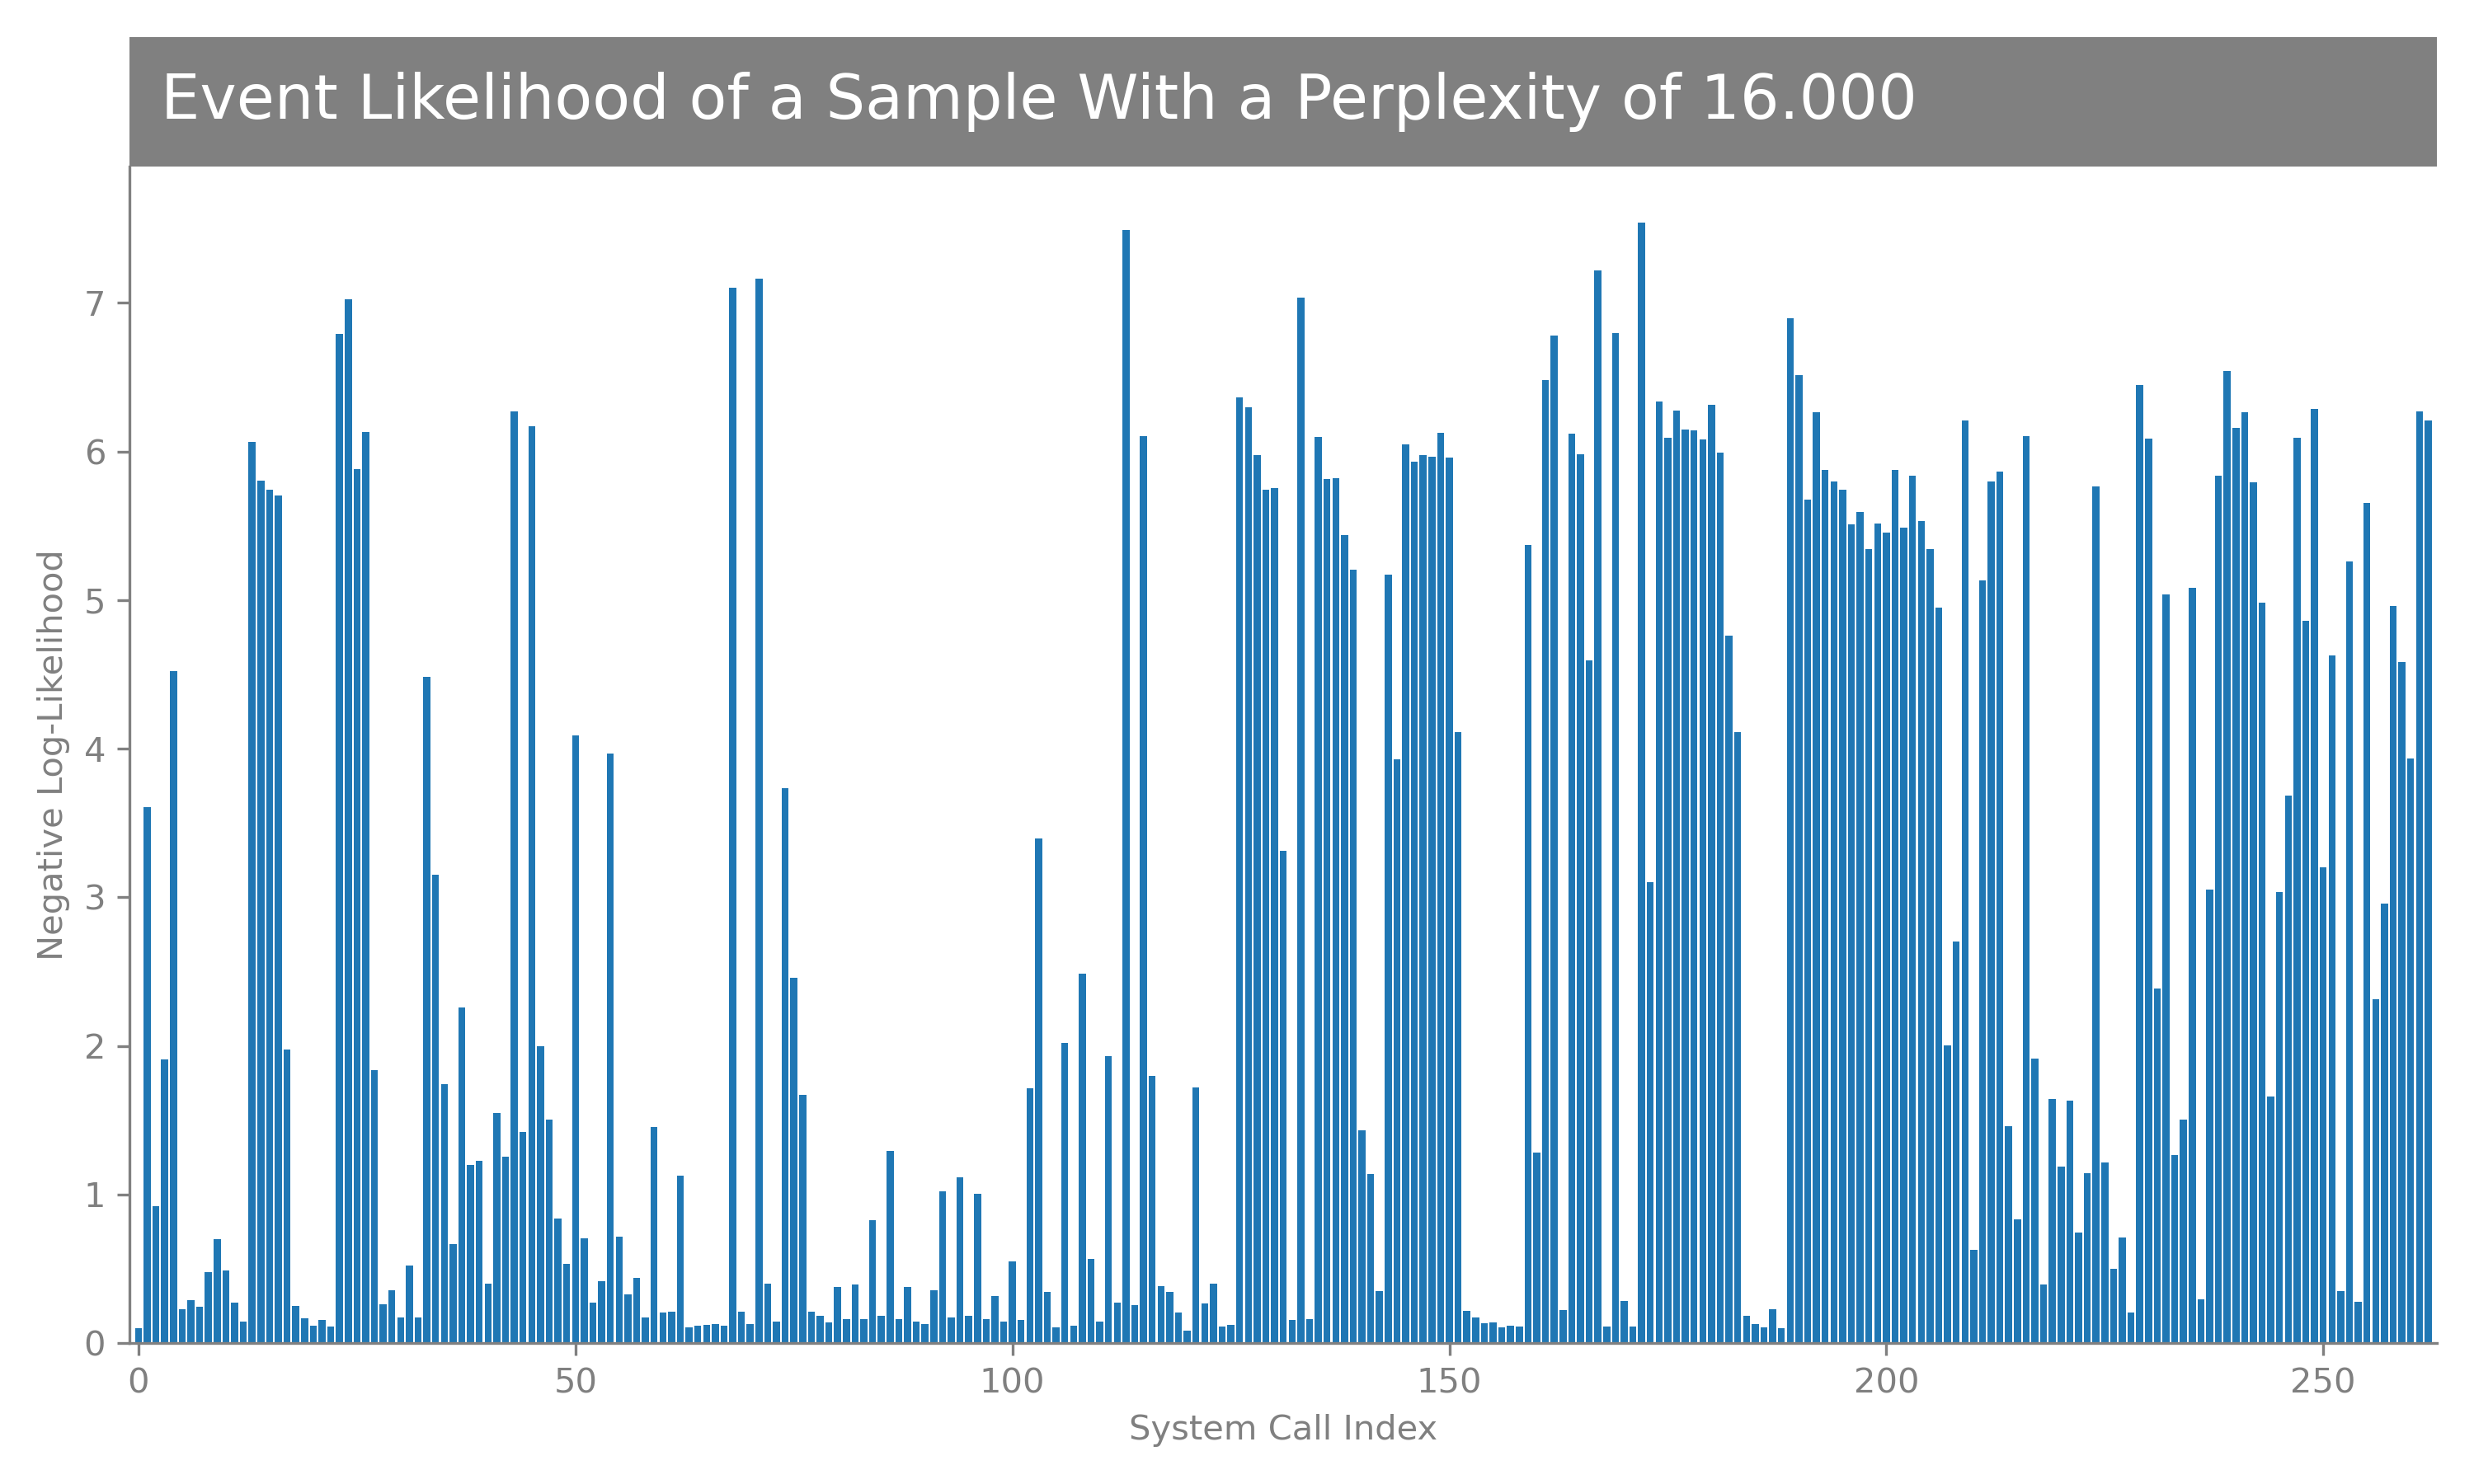 Event Likelihood of a Sample With a Perplexity of 16.000
Negative Log-Likelihood
7
6
5
4
3
2
1
0
0 50 100 150 200 250
System Call Index